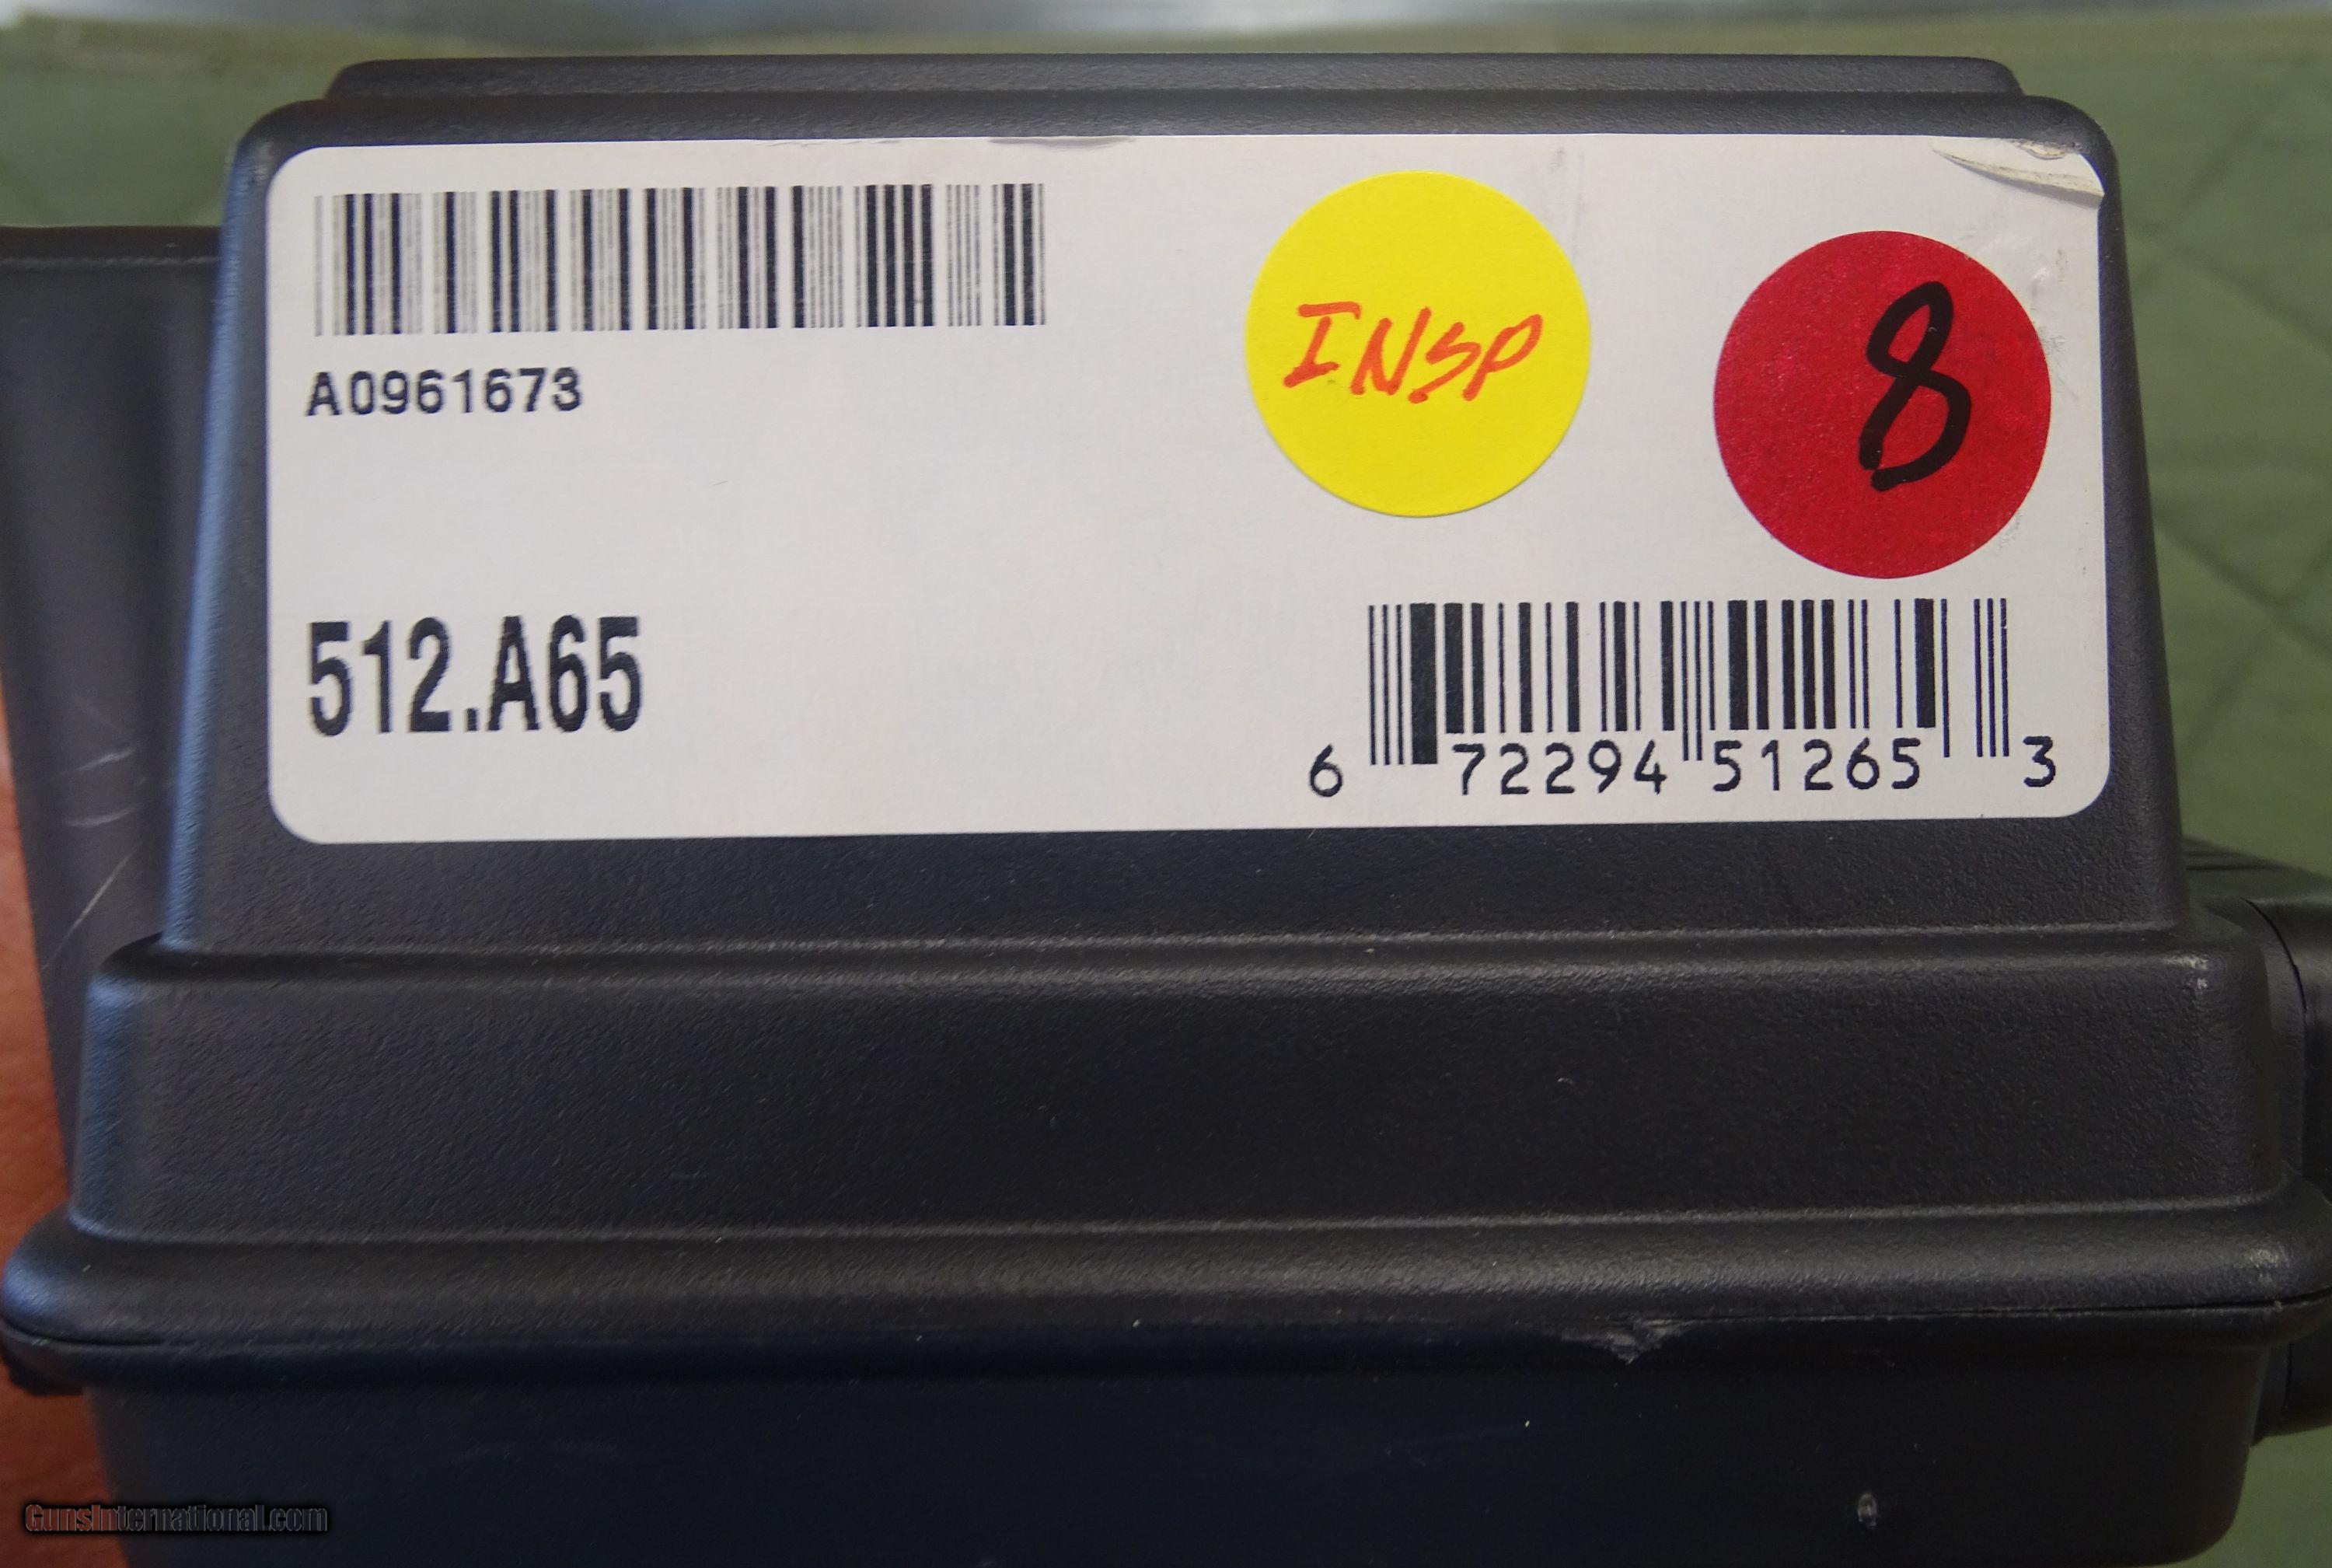 A0961673
INSP
8
512.A65
6 72294 51265 3
GunsInternational.com